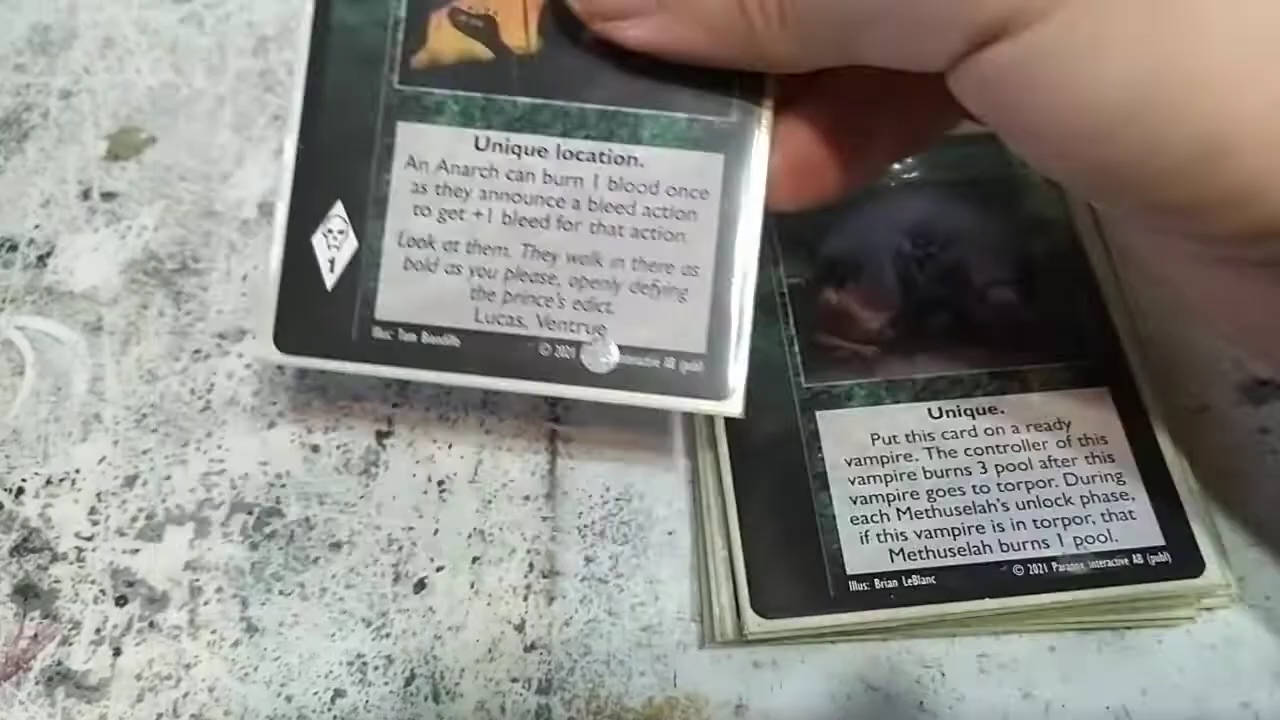 Unique location.
An Anarch can burn 1 blood once
as they announce a bleed action
to get +1 bleed for that action.
Look at them. They walk in there as
bold as you please, openly defying
the prince's edict.
Lucas, Ventrue
Illus: Tom Biondillo
© 2021 Interactive AB (publ)
1
Unique.
Put this card on a ready
vampire. The controller of this
vampire burns 3 pool after this
vampire goes to torpor. During
each Methuselah's unlock phase,
if this vampire is in torpor, that
Methuselah burns 1 pool.
Illus: Brian LeBlanc
© 2021 Paradox Interactive AB (publ)